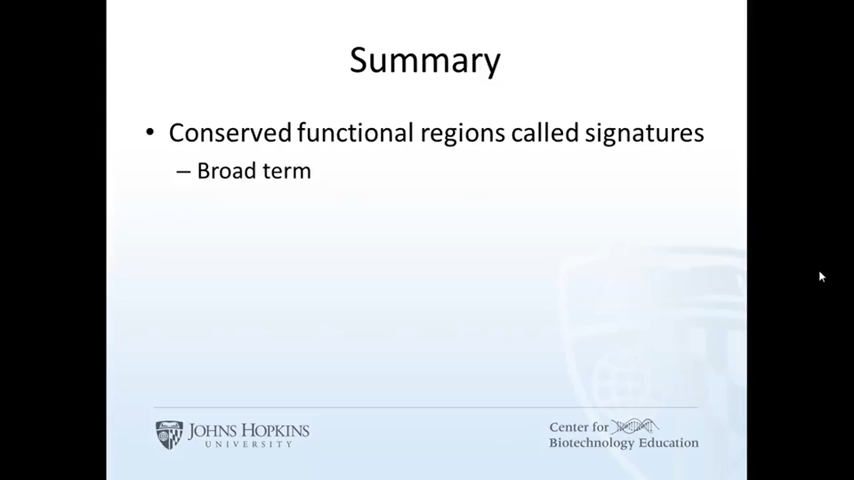 Summary
• Conserved functional regions called signatures
– Broad term
JOHNS HOPKINS
UNIVERSITY
Center for
Biotechnology Education